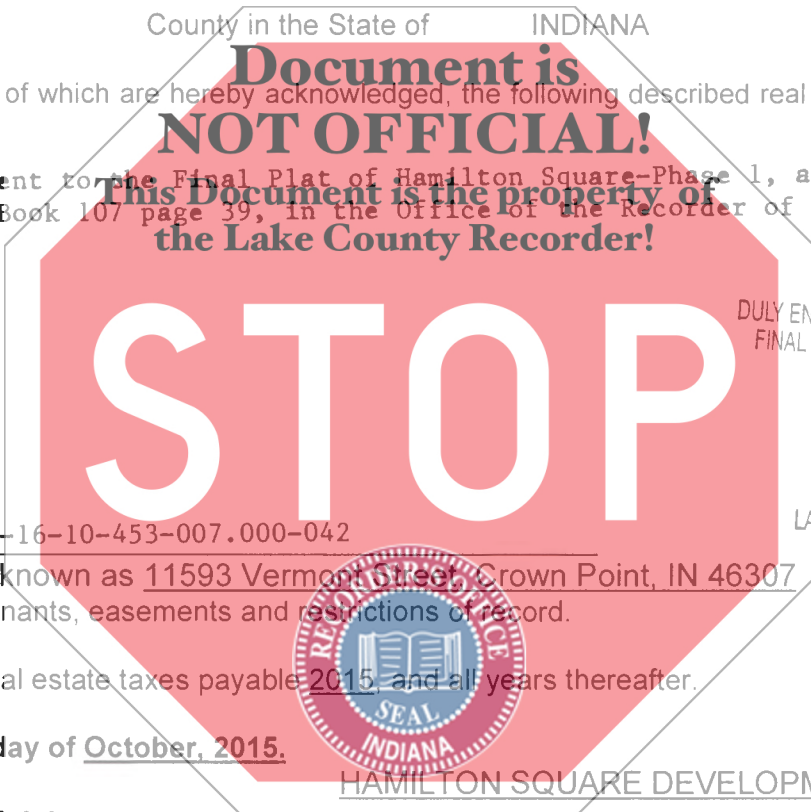 County in the State of INDIANA
Document is
of which are hereby acknowledged, the following described real
NOT OFFICIAL!
ent to the Final Plat of Hamilton Square-Phase 1, a
This Document is the property of
Book 107 page 39, in the Office of the Recorder of
the Lake County Recorder!
DULY EN
FINAL
STOP
LA
-16-10-453-007.000-042
known as 11593 Vermont Street, Crown Point, IN 46307
nants, easements and restrictions of record.
RECORDER'S OFFICE
al estate taxes payable 2015, and all years thereafter.
SEAL
INDIANA
day of October, 2015.
HAMILTON SQUARE DEVELOPM